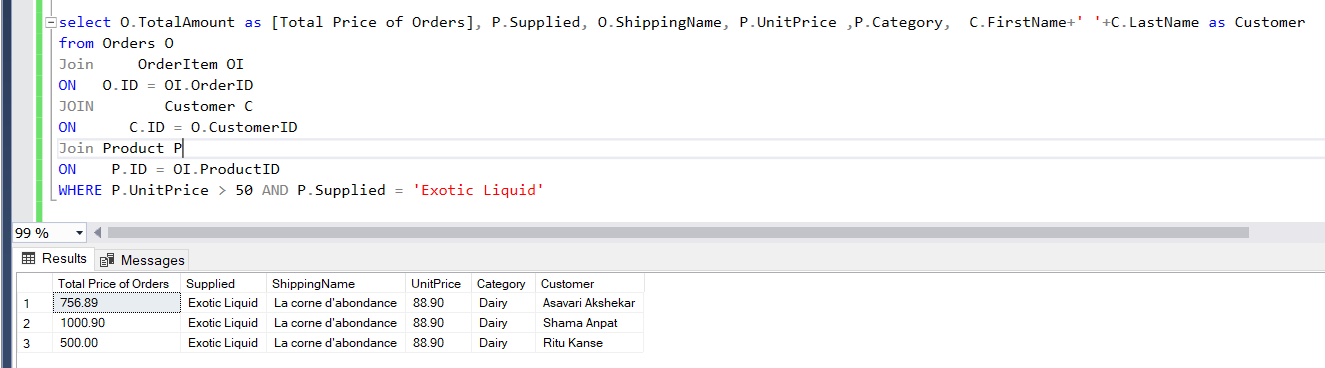 select O.TotalAmount as [Total Price of Orders], P.Supplied, O.ShippingName, P.UnitPrice ,P.Category, C.FirstName+' '+C.LastName as Customer
from Orders O
Join OrderItem OI
ON O.ID = OI.OrderID
JOIN Customer C
ON C.ID = O.CustomerID
Join Product P
ON P.ID = OI.ProductID
WHERE P.UnitPrice > 50 AND P.Supplied = 'Exotic Liquid'
99 %
Results Messages
Total Price of Orders Supplied ShippingName UnitPrice Category Customer
1 756.89 Exotic Liquid La corne d'abondance 88.90 Dairy Asavari Akshekar
2 1000.90 Exotic Liquid La corne d'abondance 88.90 Dairy Shama Anpat
3 500.00 Exotic Liquid La corne d'abondance 88.90 Dairy Ritu Kanse